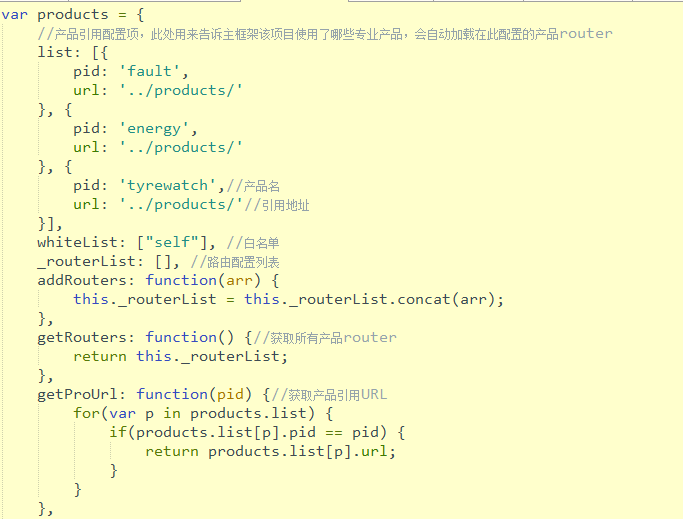 var products = {
    //产品引用配置项，此处用来告诉主框架该项目使用了哪些专业产品，会自动加载在此配置的产品router
    list: [{
        pid: 'fault',
        url: '../products/'
    }, {
        pid: 'energy',
        url: '../products/'
    }, {
        pid: 'tyrewatch',//产品名
        url: '../products/'//引用地址
    }],
    whiteList: ["self"], //白名单
    _routerList: [], //路由配置列表
    addRouters: function(arr) {
        this._routerList = this._routerList.concat(arr);
    },
    getRouters: function() {//获取所有产品router
        return this._routerList;
    },
    getProUrl: function(pid) {//获取产品引用URL
        for(var p in products.list) {
            if(products.list[p].pid == pid) {
                return products.list[p].url;
            }
        }
    },